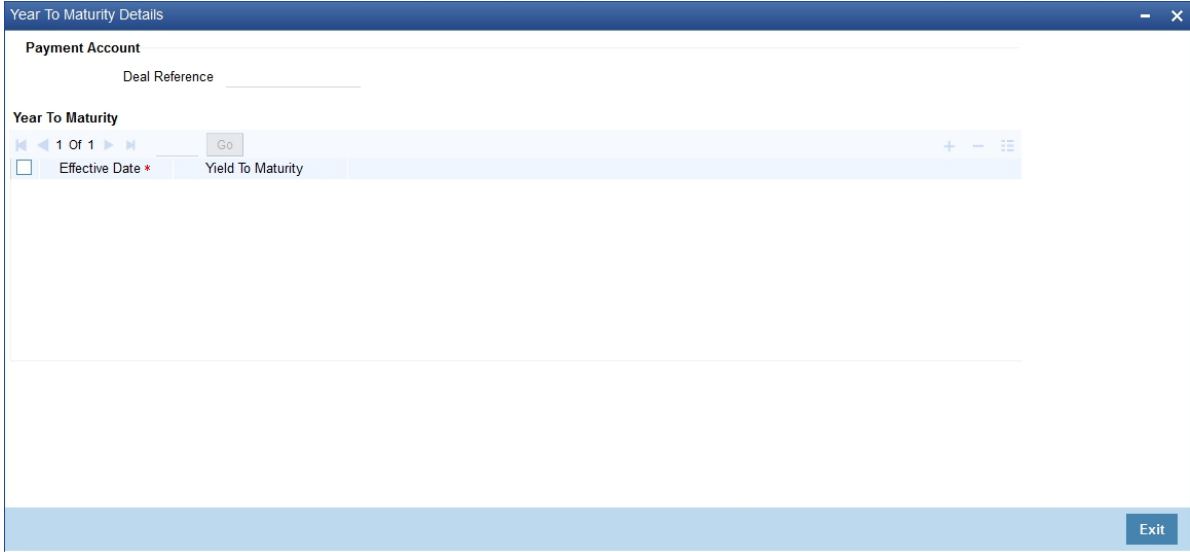 Year To Maturity Details
Payment Account
Deal Reference
Year To Maturity
1 Of 1 Go
Effective Date * Yield To Maturity
Exit